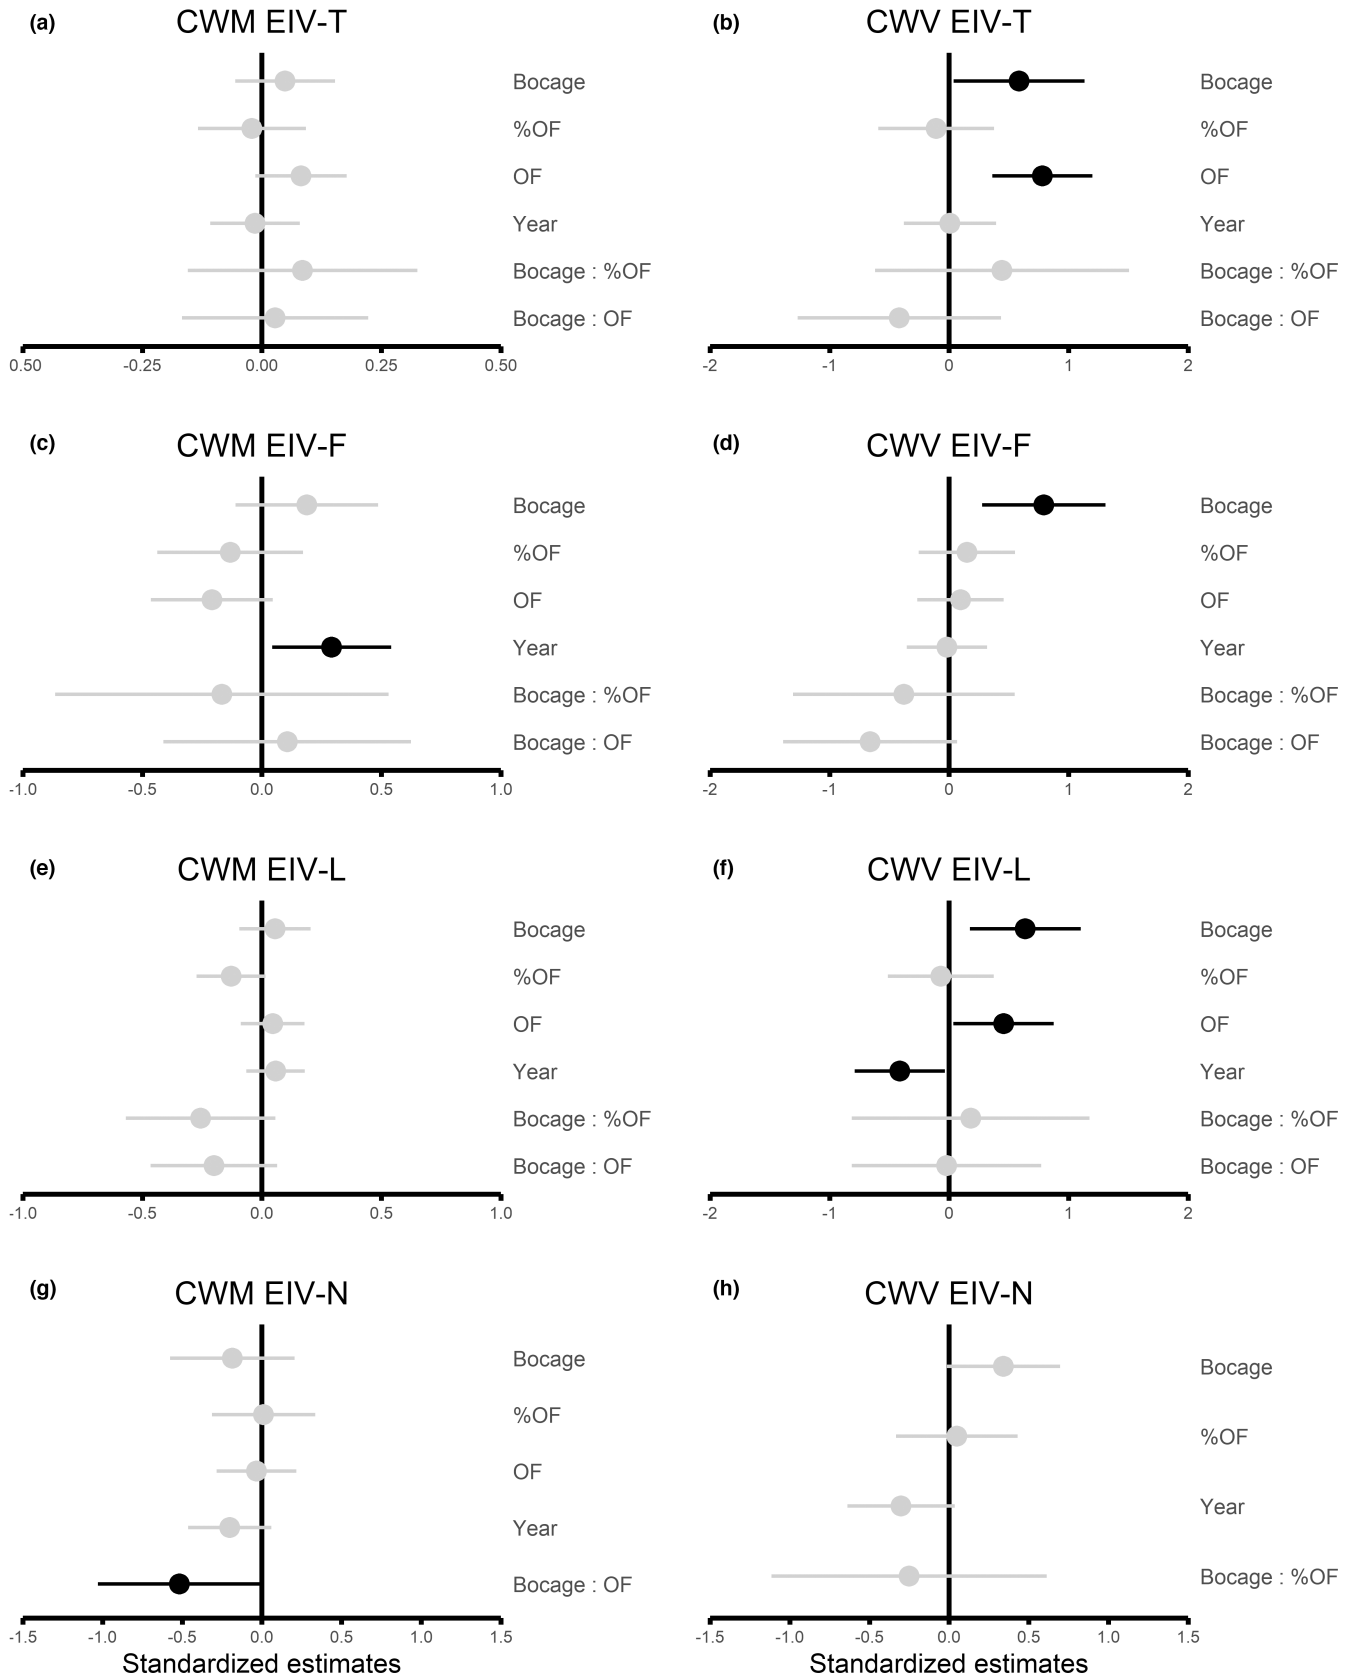 (a) CWM EIV-T
Bocage
%OF
OF
Year
Bocage : %OF
Bocage : OF
0.50 -0.25 0.00 0.25 0.50
(b) CWV EIV-T
Bocage
%OF
OF
Year
Bocage : %OF
Bocage : OF
-2 -1 0 1 2
(c) CWM EIV-F
Bocage
%OF
OF
Year
Bocage : %OF
Bocage : OF
-1.0 -0.5 0.0 0.5 1.0
(d) CWV EIV-F
Bocage
%OF
OF
Year
Bocage : %OF
Bocage : OF
-2 -1 0 1 2
(e) CWM EIV-L
Bocage
%OF
OF
Year
Bocage : %OF
Bocage : OF
-1.0 -0.5 0.0 0.5 1.0
(f) CWV EIV-L
Bocage
%OF
OF
Year
Bocage : %OF
Bocage : OF
-2 -1 0 1 2
(g) CWM EIV-N
Bocage
%OF
OF
Year
Bocage : OF
-1.5 -1.0 -0.5 0.0 0.5 1.0 1.5
Standardized estimates
(h) CWV EIV-N
Bocage
%OF
Year
Bocage : %OF
-1.5 -1.0 -0.5 0.0 0.5 1.0 1.5
Standardized estimates